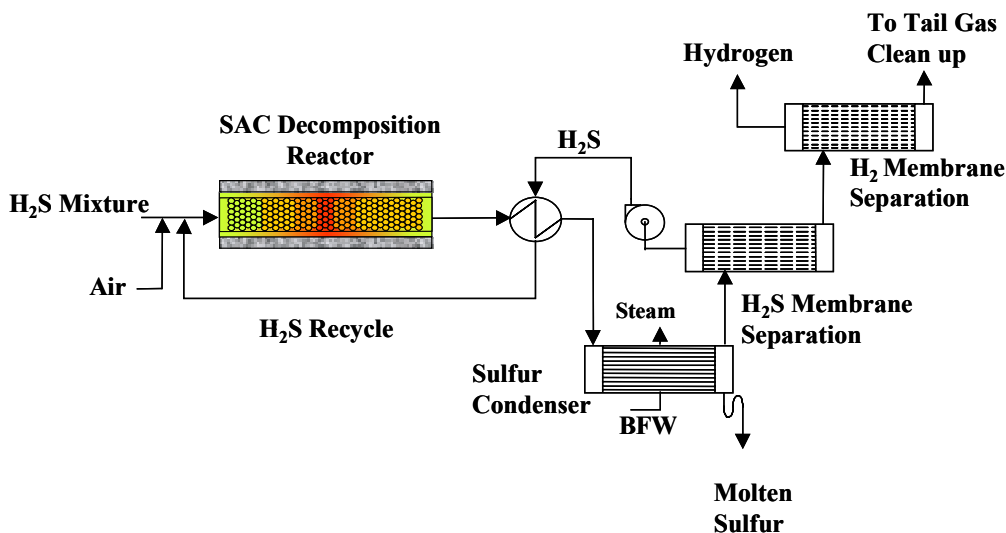 To Tail Gas
Clean up
Hydrogen
SAC Decomposition
Reactor
H₂S
H₂ Membrane
Separation
H₂S Mixture
Air
H₂S Recycle
H₂S Membrane
Separation
Steam
Sulfur
Condenser
BFW
Molten
Sulfur